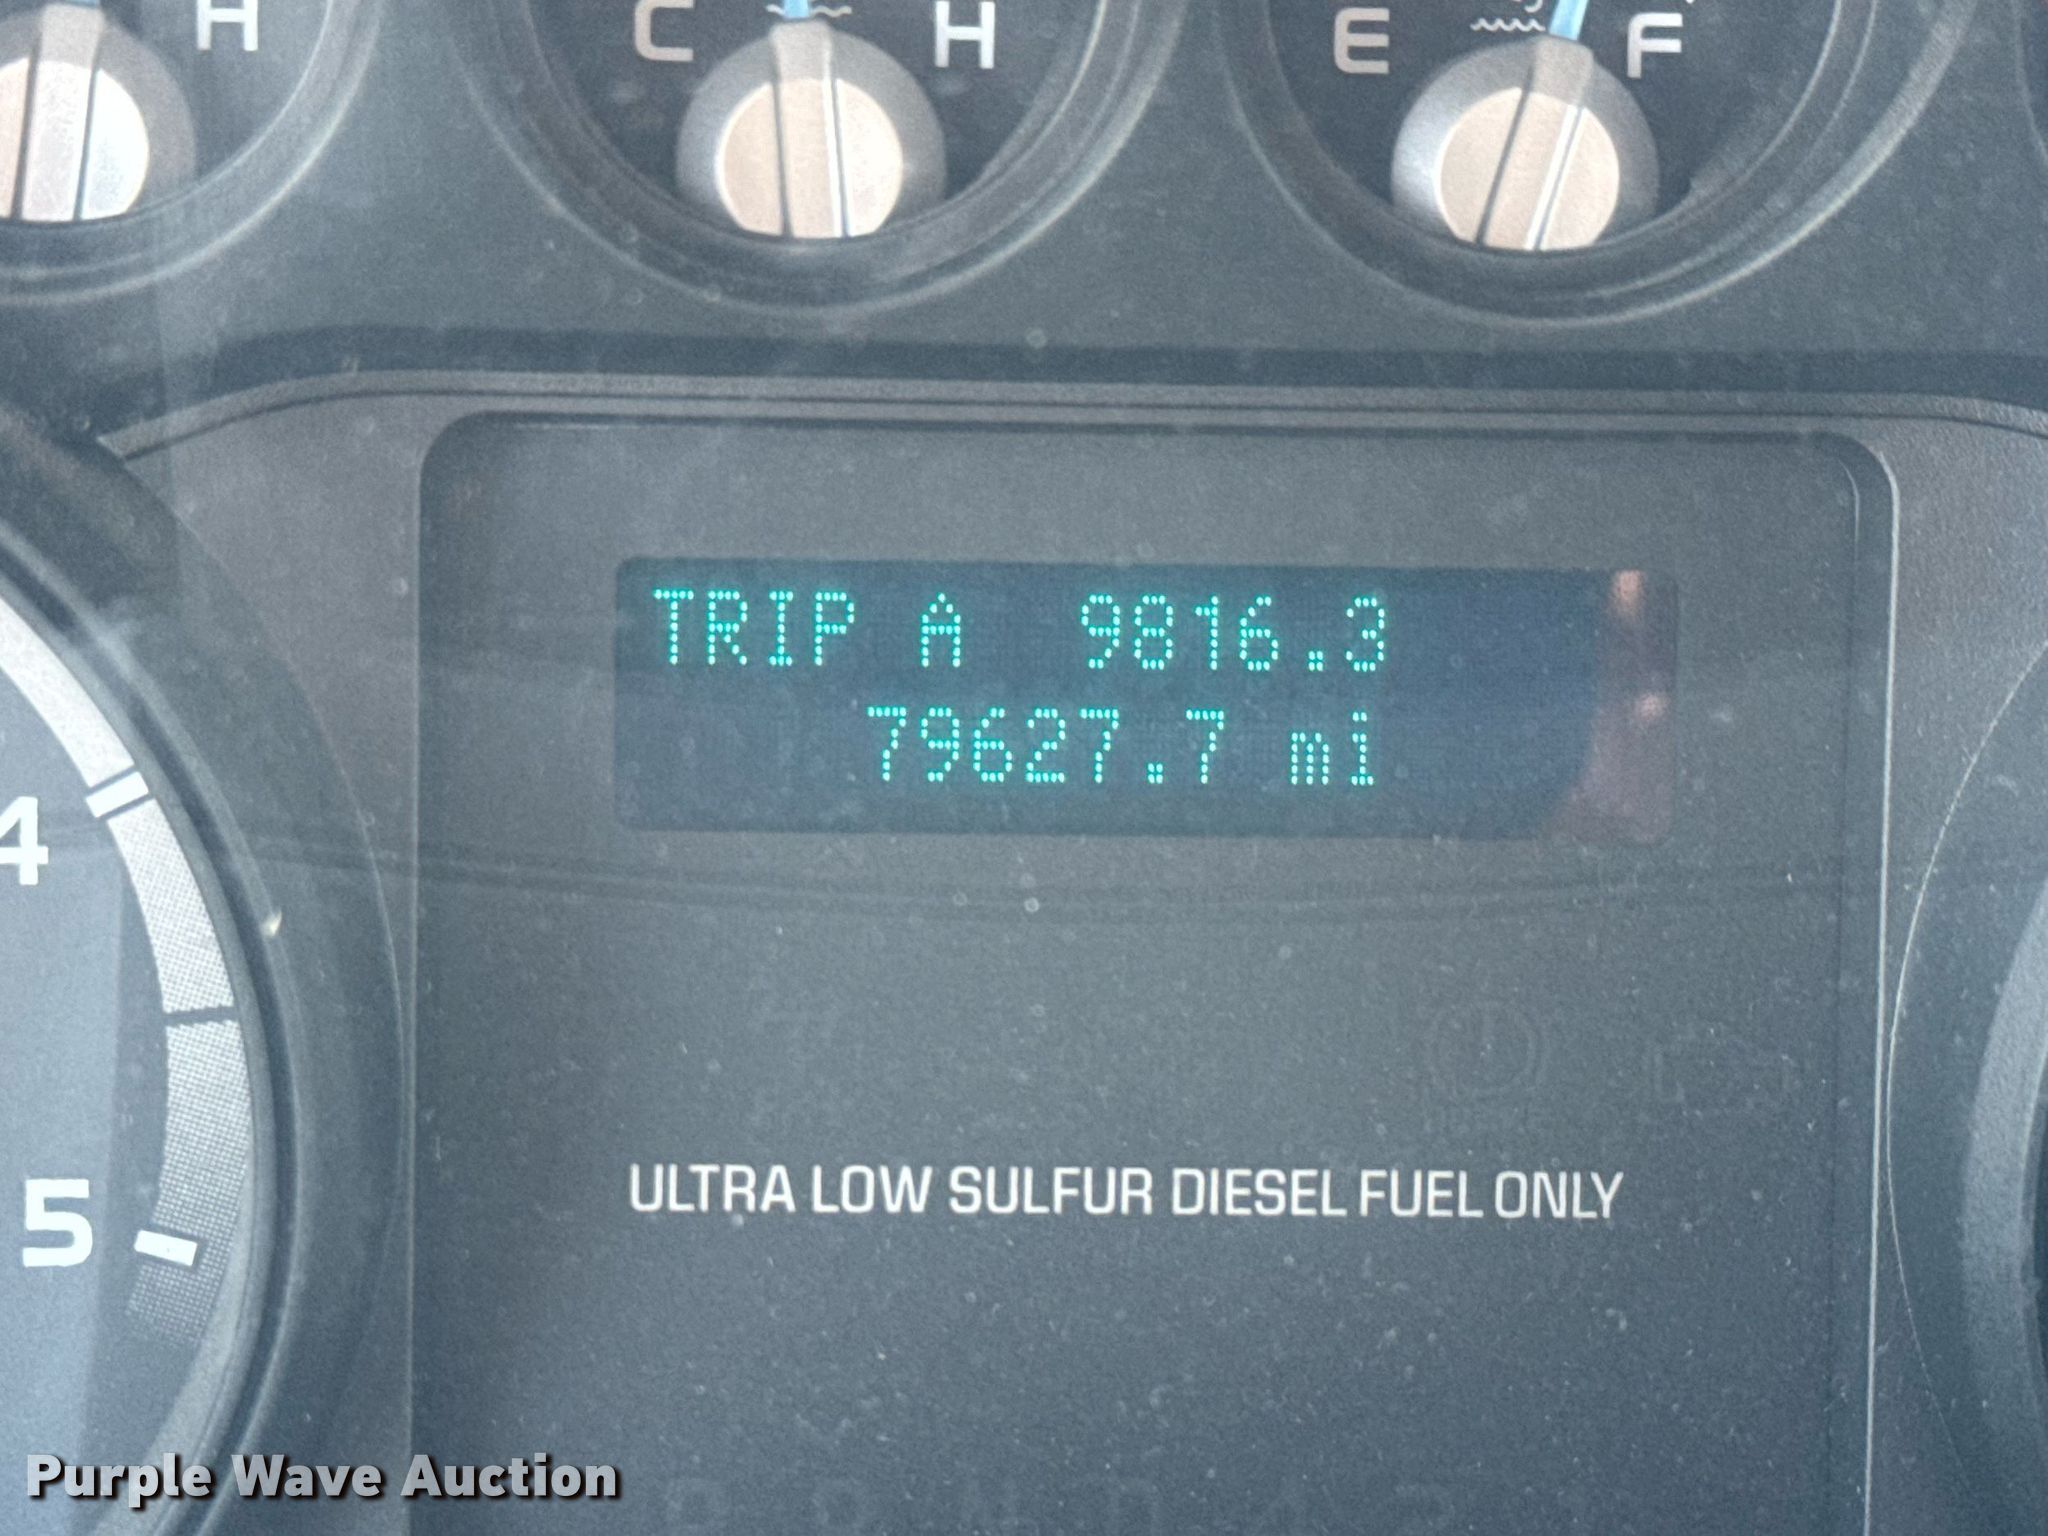 H
C H
E F
TRIP A 9816.3
79627.7 mi
4
5
ULTRA LOW SULFUR DIESEL FUEL ONLY
Purple Wave Auction